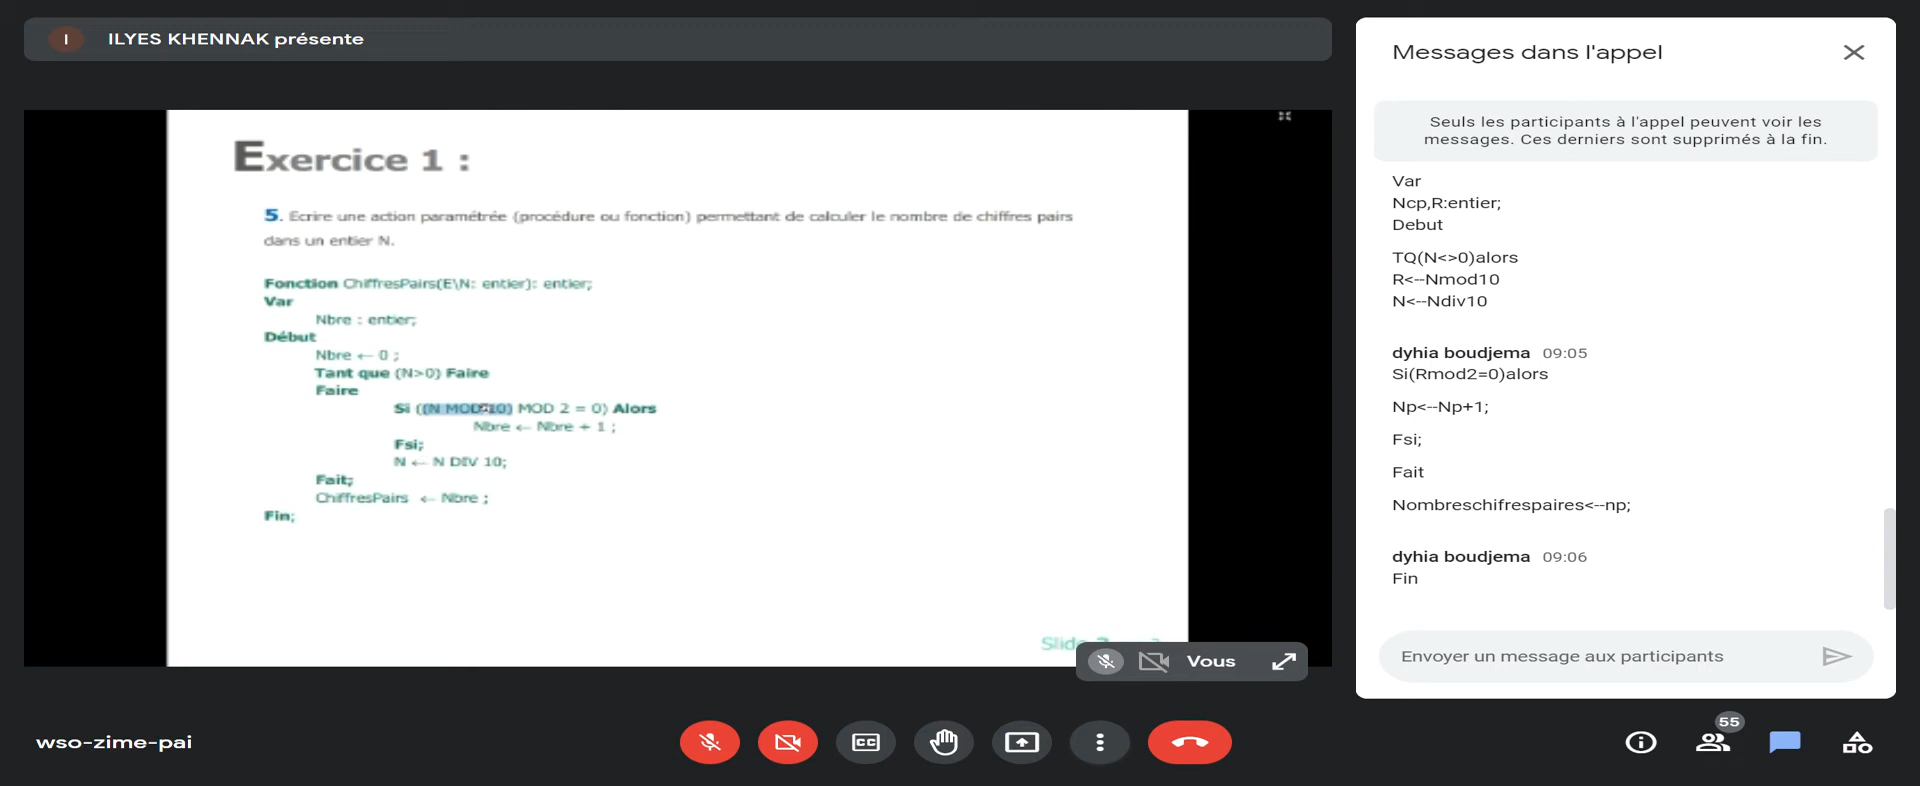 I ILYES KHENNAK présente
Exercice 1 :
5. Ecrire une action paramétrée (procédure ou fonction) permettant de calculer le nombre de chiffres pairs
dans un entier N.
Fonction ChiffresPairs(E\N: entier): entier;
Var
Nbre : entier;
Début
Nbre ← 0 ;
Tant que (N>0) Faire
Faire
Si ((N MOD 10) MOD 2 = 0) Alors
Nbre ← Nbre + 1 ;
Fsi;
N ← N DIV 10;
Fait;
ChiffresPairs ← Nbre ;
Fin;
Vous
Messages dans l'appel
Seuls les participants à l'appel peuvent voir les
messages. Ces derniers sont supprimés à la fin.
Var
Ncp,R:entier;
Debut
TQ(N<>0)alors
R<--Nmod10
N<--Ndiv10
dyhia boudjema 09:05
Si(Rmod2=0)alors
Np<--Np+1;
Fsi;
Fait
Nombreschifrespaires<--np;
dyhia boudjema 09:06
Fin
Envoyer un message aux participants
wso-zime-pai
CC
55